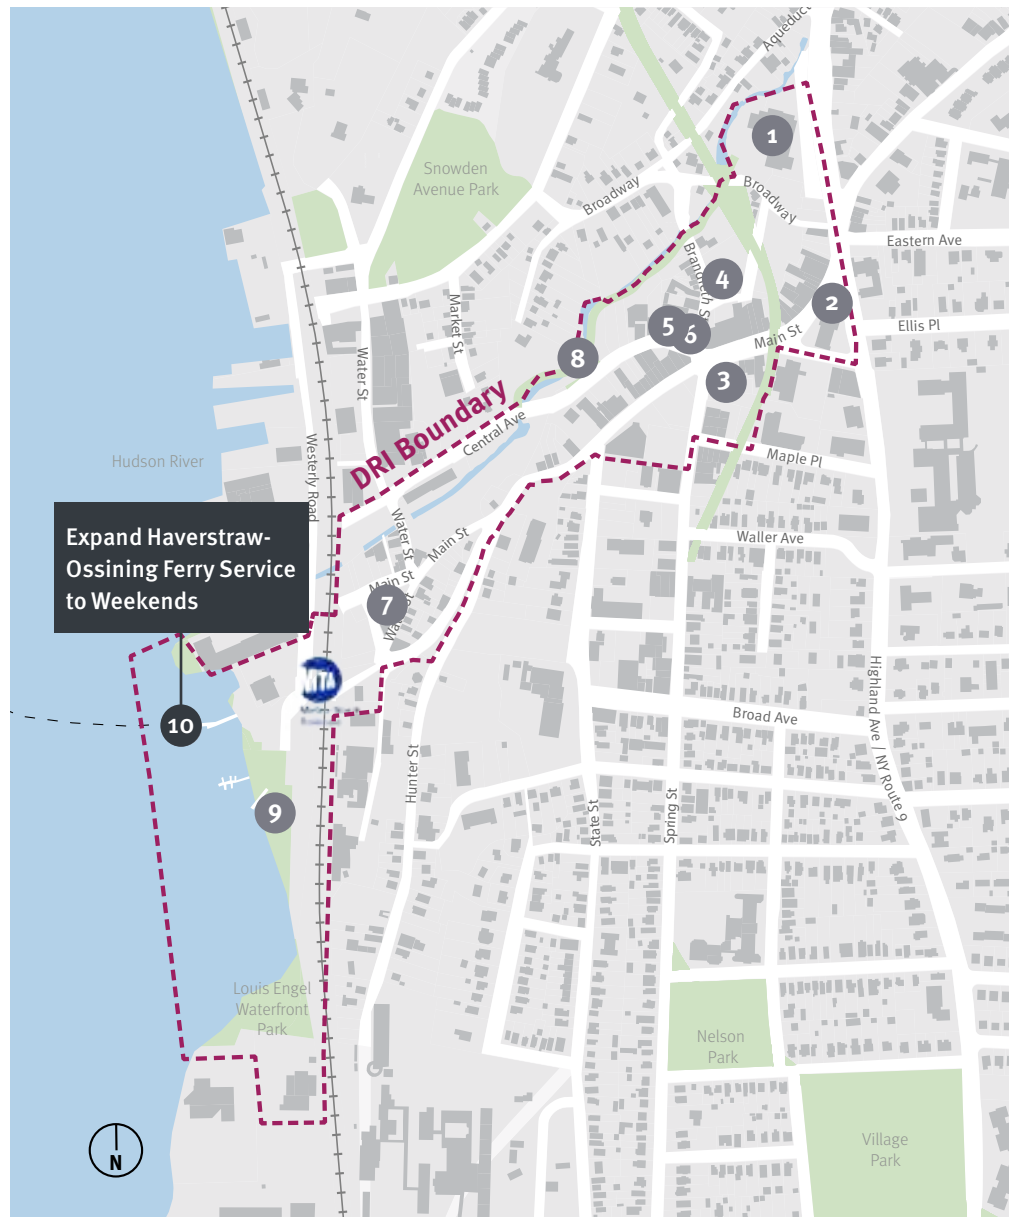 Aqueduct
1
Snowden
Avenue Park
Broadway
Broadway
Eastern Ave
Brandreth S
4
2
Market St
5
6
Main St
Ellis Pl
Water St
8
3
DRI Boundary
Central Ave
Maple Pl
Hudson River
Westerly Road
Expand Haverstraw-
Ossining Ferry Service
to Weekends
Water St
Main St
Waller Ave
Main St
7
MTA
Highland Ave / NY Route 9
10
Broad Ave
Hunter St
9
State St
Spring St
Louis Engel
Waterfront
Park
Nelson
Park
Village
Park
N